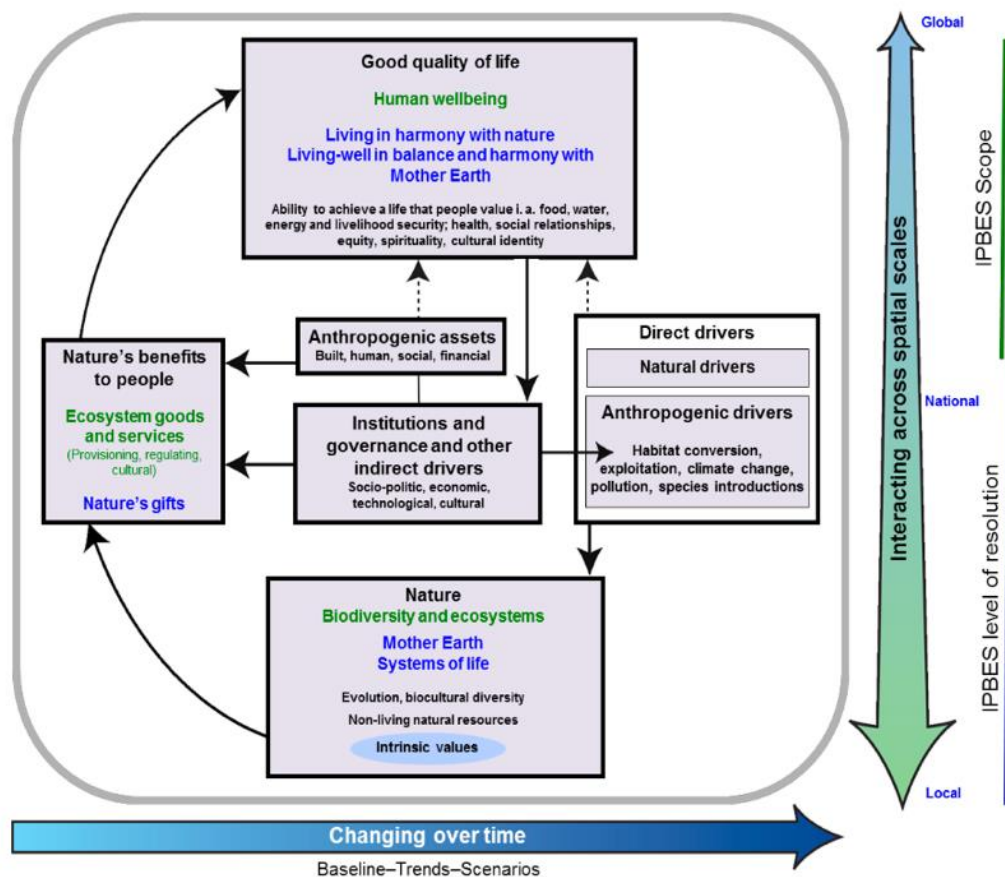 Good quality of life
Human wellbeing
Living in harmony with nature
Living-well in balance and harmony with
Mother Earth
Ability to achieve a life that people value i. a. food, water,
energy and livelihood security; health, social relationships,
equity, spirituality, cultural identity
Anthropogenic assets
Built, human, social, financial
Nature's benefits
to people
Ecosystem goods
and services
(Provisioning, regulating,
cultural)
Nature's gifts
Institutions and
governance and other
indirect drivers
Socio-politic, economic,
technological, cultural
Direct drivers
Natural drivers
Anthropogenic drivers
Habitat conversion,
exploitation, climate change,
pollution, species introductions
Nature
Biodiversity and ecosystems
Mother Earth
Systems of life
Evolution, biocultural diversity
Non-living natural resources
Intrinsic values
Changing over time
Baseline–Trends–Scenarios
Global
National
Local
Interacting across spatial scales
IPBES Scope
IPBES level of resolution